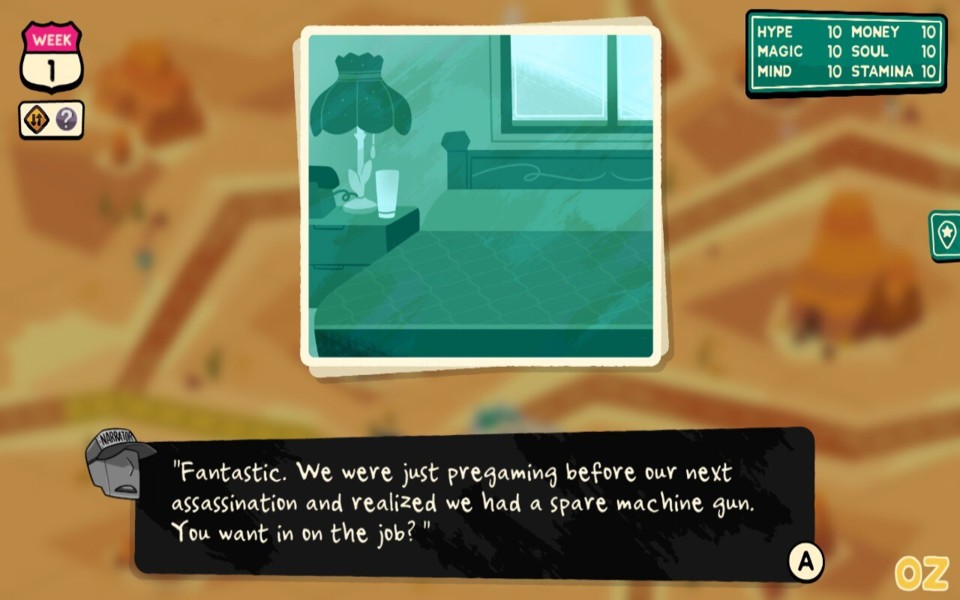 WEEK
1
?
HYPE 10 MONEY 10
MAGIC 10 SOUL 10
MIND 10 STAMINA 10
NARRATOR
"Fantastic. We were just pregaming before our next
assassination and realized we had a spare machine gun.
You want in on the job? "
A
OZ